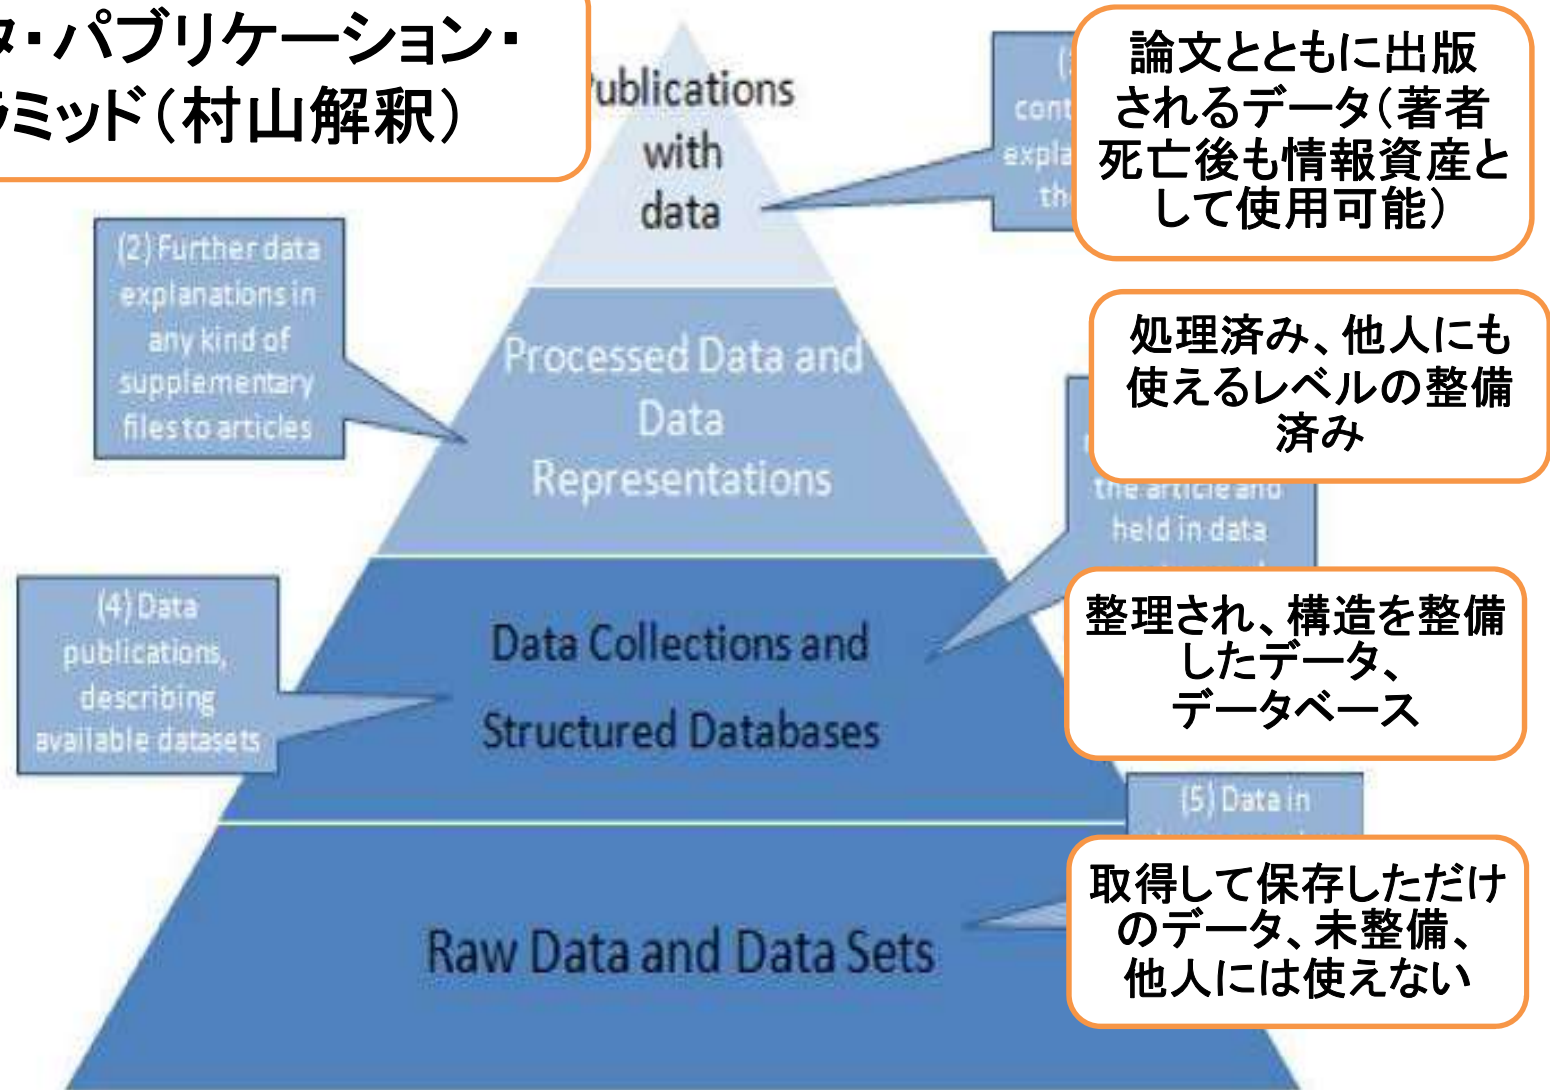 ・パブリケーション・
ミッド（村山解釈）
ublications
with
data
論文とともに出版
されるデータ（著者
死亡後も情報資産と
して使用可能）
(2) Further data
explanations in
any kind of
supplementary
files to articles
Processed Data and
Data
Representations
処理済み、他人にも
使えるレベルの整備
済み
the article and
held in data
(4) Data
publications,
describing
available datasets
Data Collections and
Structured Databases
整理され、構造を整備
したデータ、
データベース
(5) Data in
Raw Data and Data Sets
取得して保存しただけ
のデータ、未整備、
他人には使えない